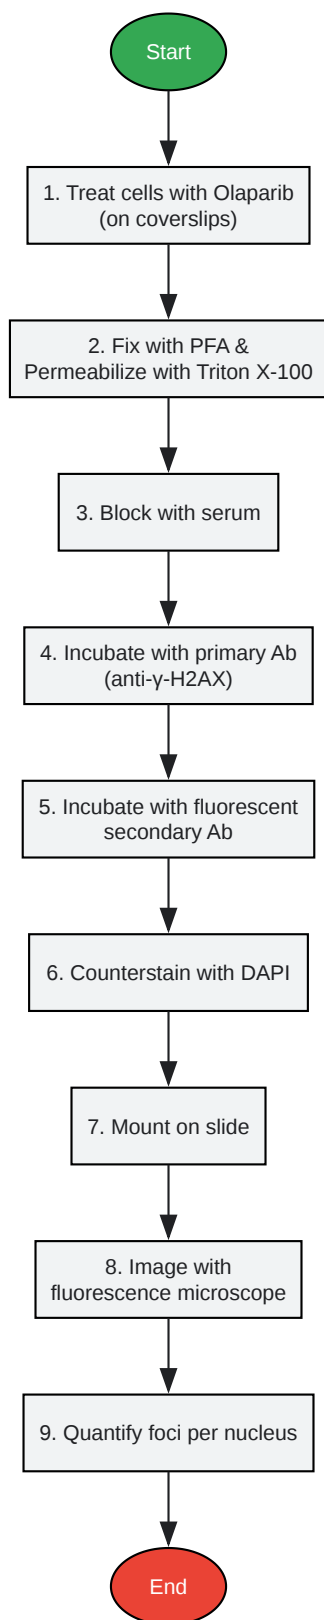 Start
1. Treat cells with Olaparib
(on coverslips)
2. Fix with PFA &
Permeabilize with Triton X-100
3. Block with serum
4. Incubate with primary Ab
(anti-γ-H2AX)
5. Incubate with fluorescent
secondary Ab
6. Counterstain with DAPI
7. Mount on slide
8. Image with
fluorescence microscope
9. Quantify foci per nucleus
End